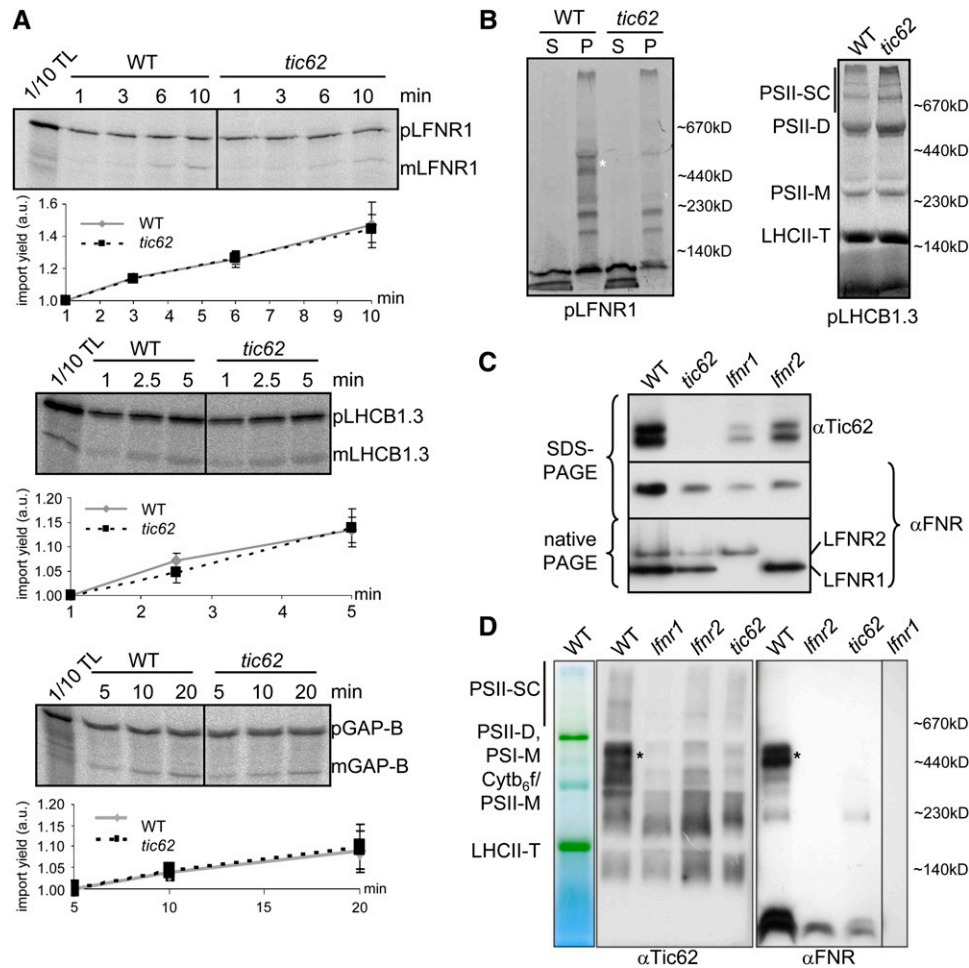 A
1/10 TL
WT
tic62
1 3 6 10 1 3 6 10 min
pLFNR1
mLFNR1
import yield (a.u.)
1.6
1.4
1.2
1.0
WT
tic62
1 2 3 4 5 6 7 8 9 10 min
1/10 TL
WT
tic62
1 2.5 5 1 2.5 5 min
pLHCB1.3
mLHCB1.3
import yield (a.u.)
1.20
1.15
1.10
1.05
1.00
WT
tic62
1 2 3 4 5 min
1/10 TL
WT
tic62
5 10 20 5 10 20 min
pGAP-B
mGAP-B
import yield (a.u.)
1.20
1.15
1.10
1.05
1.00
WT
tic62
5 10 15 20 min
B
WT
tic62
S P S P
*
~670kD
~440kD
~230kD
~140kD
pLFNR1
WT tic62
PSII-SC
PSII-D
PSII-M
LHCII-T
~670kD
~440kD
~230kD
~140kD
pLHCB1.3
C
WT tic62 lfnr1 lfnr2
SDS-
PAGE
native
PAGE
αTic62
αFNR
LFNR2
LFNR1
D
WT
WT lfnr1 lfnr2 tic62
WT lfnr2 tic62 lfnr1
PSII-SC
PSII-D,
PSI-M
Cytb₆f/
PSII-M
LHCII-T
*
*
~670kD
~440kD
~230kD
~140kD
αTic62
αFNR